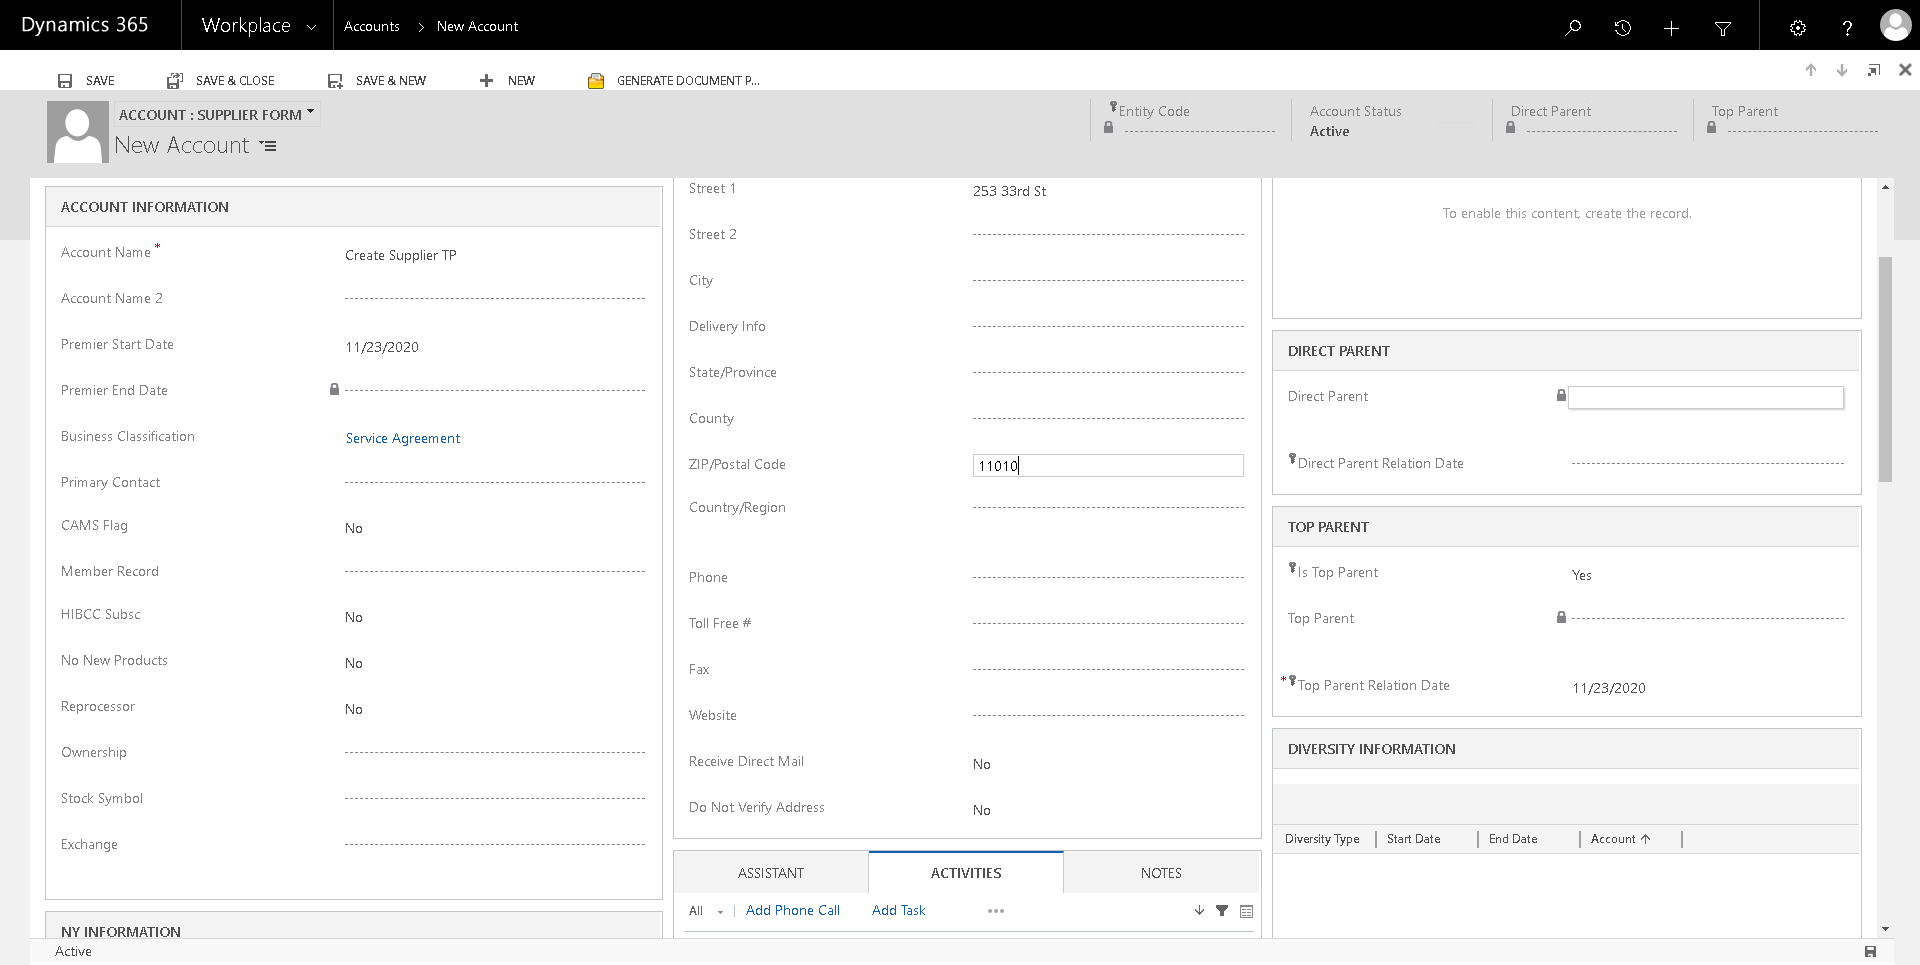 Dynamics 365
Workplace
Accounts > New Account
SAVE
SAVE & CLOSE
SAVE & NEW
NEW
GENERATE DOCUMENT P...
ACCOUNT : SUPPLIER FORM
New Account
Entity Code
Account Status
Active
Direct Parent
Top Parent
ACCOUNT INFORMATION
Account Name *
Create Supplier TP
Account Name 2
Premier Start Date
11/23/2020
Premier End Date
Business Classification
Service Agreement
Primary Contact
CAMS Flag
No
Member Record
HIBCC Subsc
No
No New Products
No
Reprocessor
No
Ownership
Stock Symbol
Exchange
NY INFORMATION
Street 1
253 33rd St
Street 2
City
Delivery Info
State/Province
County
ZIP/Postal Code
11010
Country/Region
Phone
Toll Free #
Fax
Website
Receive Direct Mail
No
Do Not Verify Address
No
ASSISTANT
ACTIVITIES
NOTES
All
Add Phone Call
Add Task
To enable this content, create the record.
DIRECT PARENT
Direct Parent
Direct Parent Relation Date
TOP PARENT
Is Top Parent
Yes
Top Parent
* Top Parent Relation Date
11/23/2020
DIVERSITY INFORMATION
Diversity Type
Start Date
End Date
Account ↑
Active